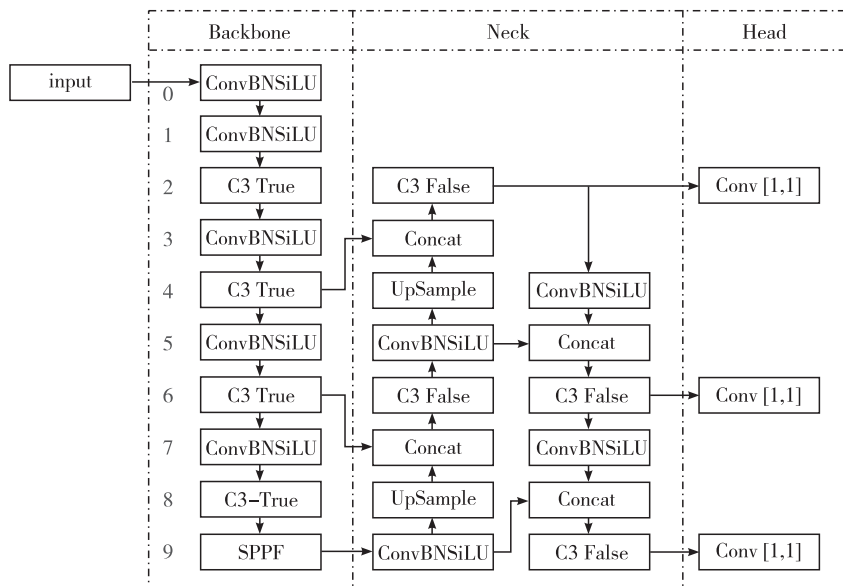 Backbone Neck Head
input ConvBNSiLU
0
1 ConvBNSiLU
2 C3 True C3 False Conv [1,1]
3 ConvBNSiLU Concat
4 C3 True UpSample ConvBNSiLU
5 ConvBNSiLU ConvBNSiLU Concat
6 C3 True C3 False C3 False Conv [1,1]
7 ConvBNSiLU Concat ConvBNSiLU
8 C3-True UpSample Concat
9 SPPF ConvBNSiLU C3 False Conv [1,1]